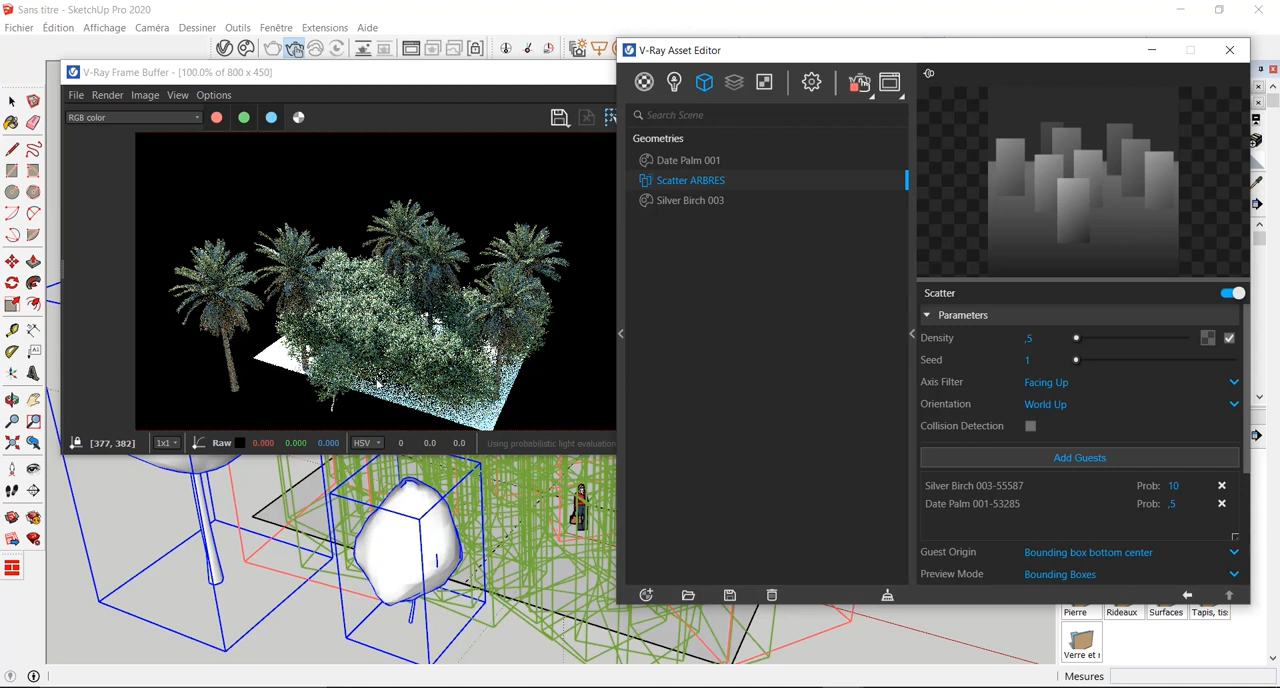 Sans titre - SketchUp Pro 2020
Fichier Édition Affichage Caméra Dessiner Outils Fenêtre Extensions Aide
V-Ray Frame Buffer - [100.0% of 800 x 450]
File Render Image View Options
RGB color
[377, 382] 1x1 Raw 0.000 0.000 0.000 HSV 0 0.0 0.0 Using probabilistic light evaluation
V-Ray Asset Editor
Search Scene
Geometries
Date Palm 001
Scatter ARBRES
Silver Birch 003
Scatter
Parameters
Density ,5
Seed 1
Axis Filter Facing Up
Orientation World Up
Collision Detection
Add Guests
Silver Birch 003-55587 Prob: 10
Date Palm 001-53285 Prob: ,5
Guest Origin Bounding box bottom center
Preview Mode Bounding Boxes
Pierre Rideaux Surfaces Tapis, tis
Verre et
Mesures